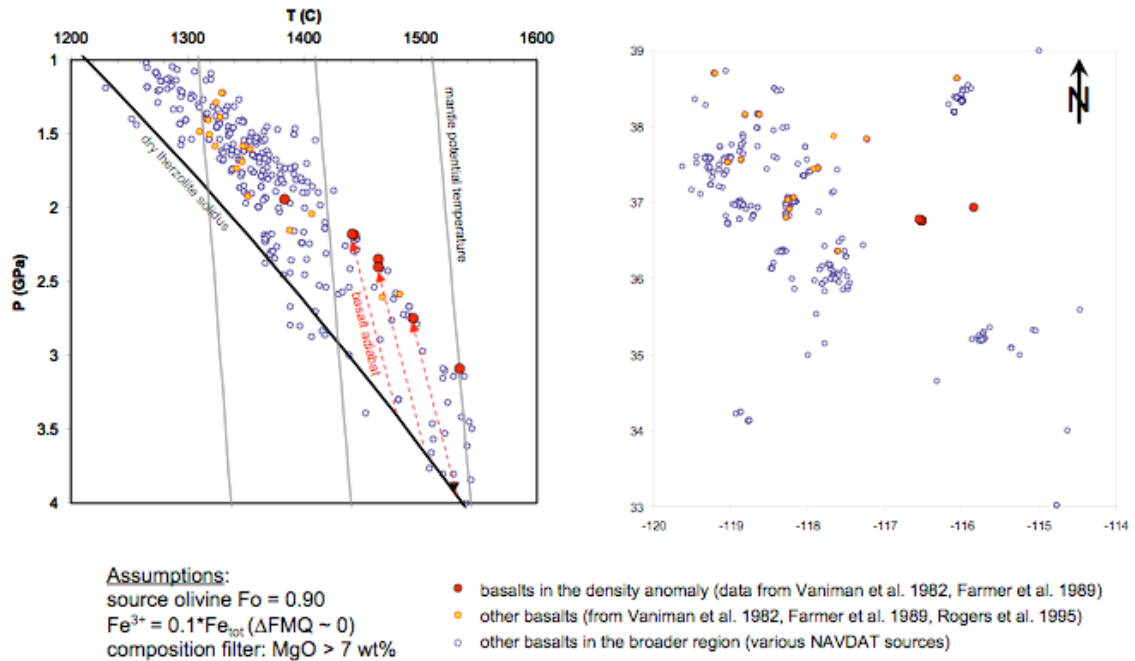 T (C)
1200 1300 1400 1500 1600
1
1.5
2
2.5
3
3.5
4
P (GPa)
dry lherzolite solidus
basalt adiabat
mantle potential temperature
39
38
37
36
35
34
33
-120 -119 -118 -117 -116 -115 -114
N
Assumptions:
source olivine Fo = 0.90
Fe3+ = 0.1*Fetot (ΔFMQ ~ 0)
composition filter: MgO > 7 wt%
basalts in the density anomaly (data from Vaniman et al. 1982, Farmer et al. 1989)
other basalts (from Vaniman et al. 1982, Farmer et al. 1989, Rogers et al. 1995)
other basalts in the broader region (various NAVDAT sources)